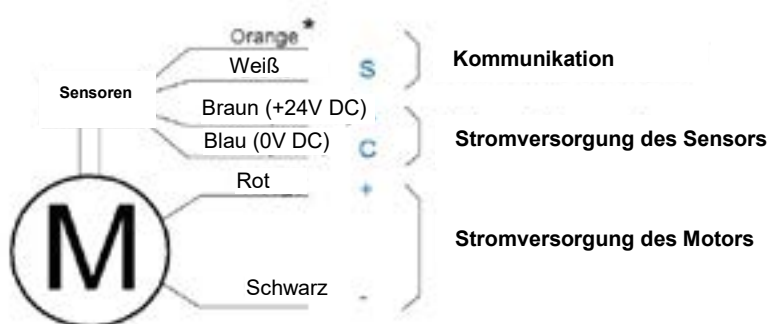 Orange *
Weiß S Kommunikation
Sensoren
Braun (+24V DC)
Blau (0V DC) C Stromversorgung des Sensors
Rot +
M Stromversorgung des Motors
Schwarz -